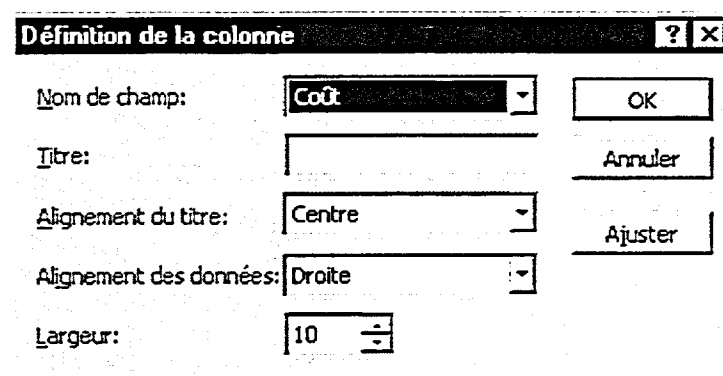 Définition de la colonne ? ×
Nom de champ: Coût OK
Titre: Annuler
Alignement du titre: Centre
Ajuster
Alignement des données: Droite
Largeur: 10